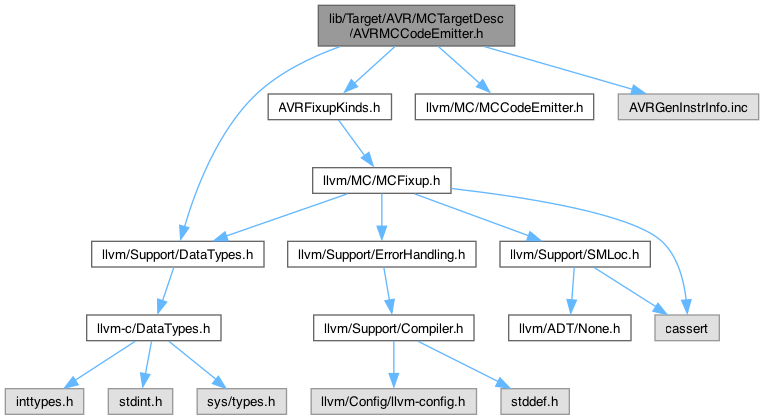 lib/Target/AVR/MCTargetDesc
/AVRMCCodeEmitter.h
AVRFixupKinds.h
llvm/MC/MCCodeEmitter.h
AVRGenInstrInfo.inc
llvm/MC/MCFixup.h
llvm/Support/DataTypes.h
llvm/Support/ErrorHandling.h
llvm/Support/SMLoc.h
llvm-c/DataTypes.h
llvm/Support/Compiler.h
llvm/ADT/None.h
cassert
inttypes.h
stdint.h
sys/types.h
llvm/Config/llvm-config.h
stddef.h